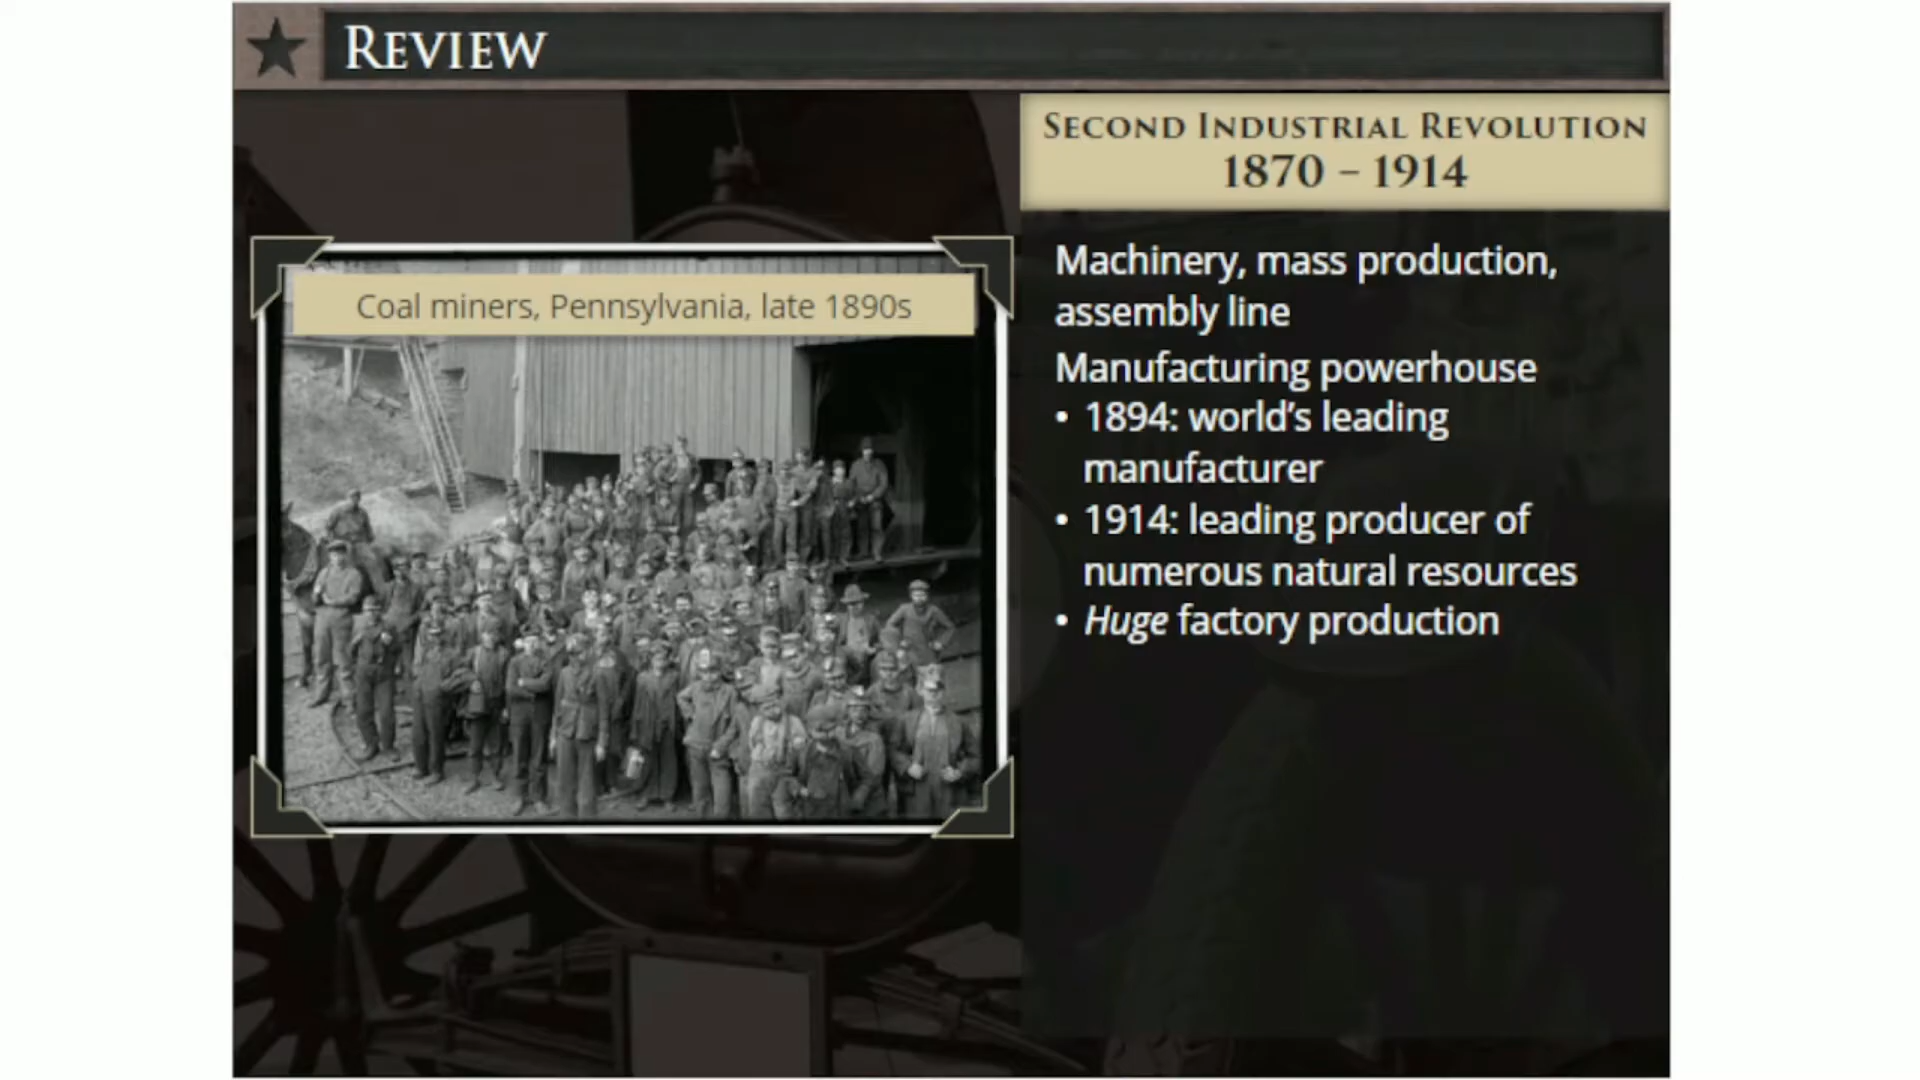 REVIEW
SECOND INDUSTRIAL REVOLUTION
1870 – 1914
Coal miners, Pennsylvania, late 1890s
Machinery, mass production,
assembly line
Manufacturing powerhouse
• 1894: world’s leading
manufacturer
• 1914: leading producer of
numerous natural resources
• Huge factory production